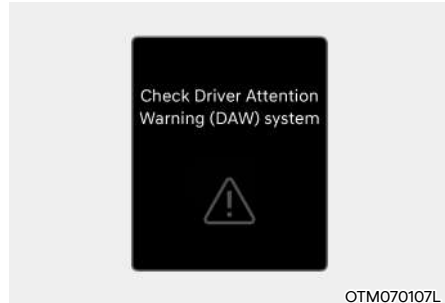 Check Driver Attention
Warning (DAW) system
OTM070107L